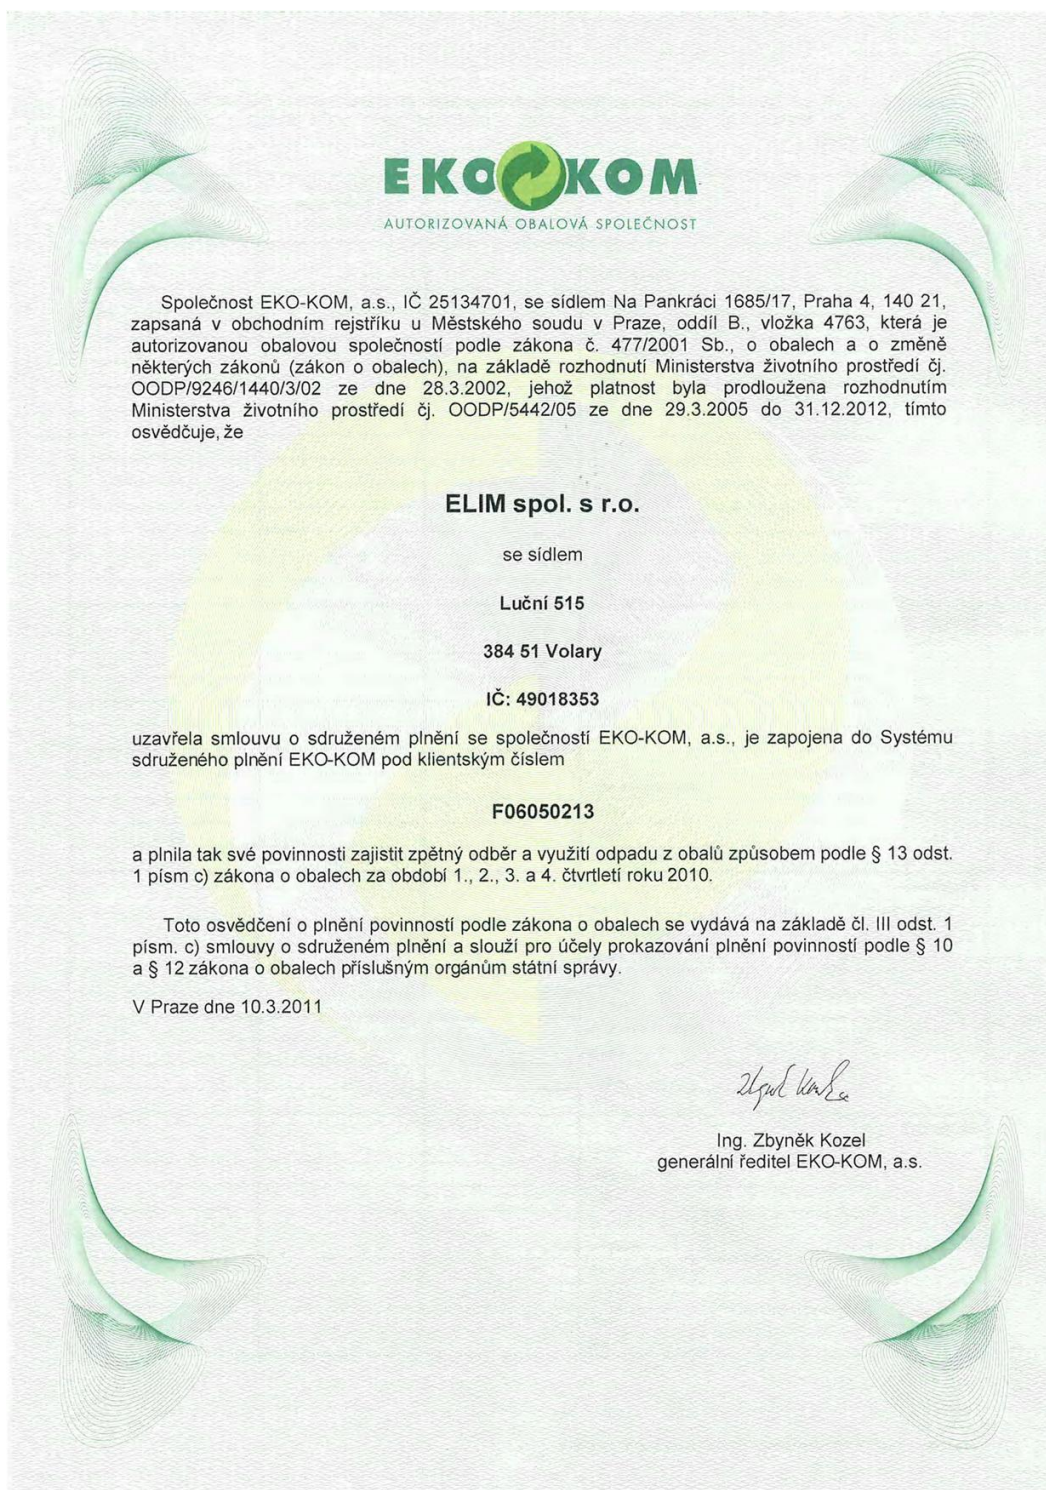 EKO KOM
AUTORIZOVANÁ OBALOVÁ SPOLEČNOST
Společnost EKO-KOM, a.s., IČ 25134701, se sídlem Na Pankráci 1685/17, Praha 4, 140 21,
zapsaná v obchodním rejstříku u Městského soudu v Praze, oddíl B., vložka 4763, která je
autorizovanou obalovou společností podle zákona č. 477/2001 Sb., o obalech a o změně
některých zákonů (zákon o obalech), na základě rozhodnutí Ministerstva životního prostředí čj.
OODP/9246/1440/3/02 ze dne 28.3.2002, jehož platnost byla prodloužena rozhodnutím
Ministerstva životního prostředí čj. OODP/5442/05 ze dne 29.3.2005 do 31.12.2012, tímto
osvědčuje, že
ELIM spol. s r.o.
se sídlem
Luční 515
384 51 Volary
IČ: 49018353
uzavřela smlouvu o sdruženém plnění se společností EKO-KOM, a.s., je zapojena do Systému
sdruženého plnění EKO-KOM pod klientským číslem
F06050213
a plnila tak své povinnosti zajistit zpětný odběr a využití odpadu z obalů způsobem podle § 13 odst.
1 písm c) zákona o obalech za období 1., 2., 3. a 4. čtvrtletí roku 2010.
Toto osvědčení o plnění povinností podle zákona o obalech se vydává na základě čl. III odst. 1
písm. c) smlouvy o sdruženém plnění a slouží pro účely prokazování plnění povinností podle § 10
a § 12 zákona o obalech příslušným orgánům státní správy.
V Praze dne 10.3.2011
Ing. Zbyněk Kozel
generální ředitel EKO-KOM, a.s.